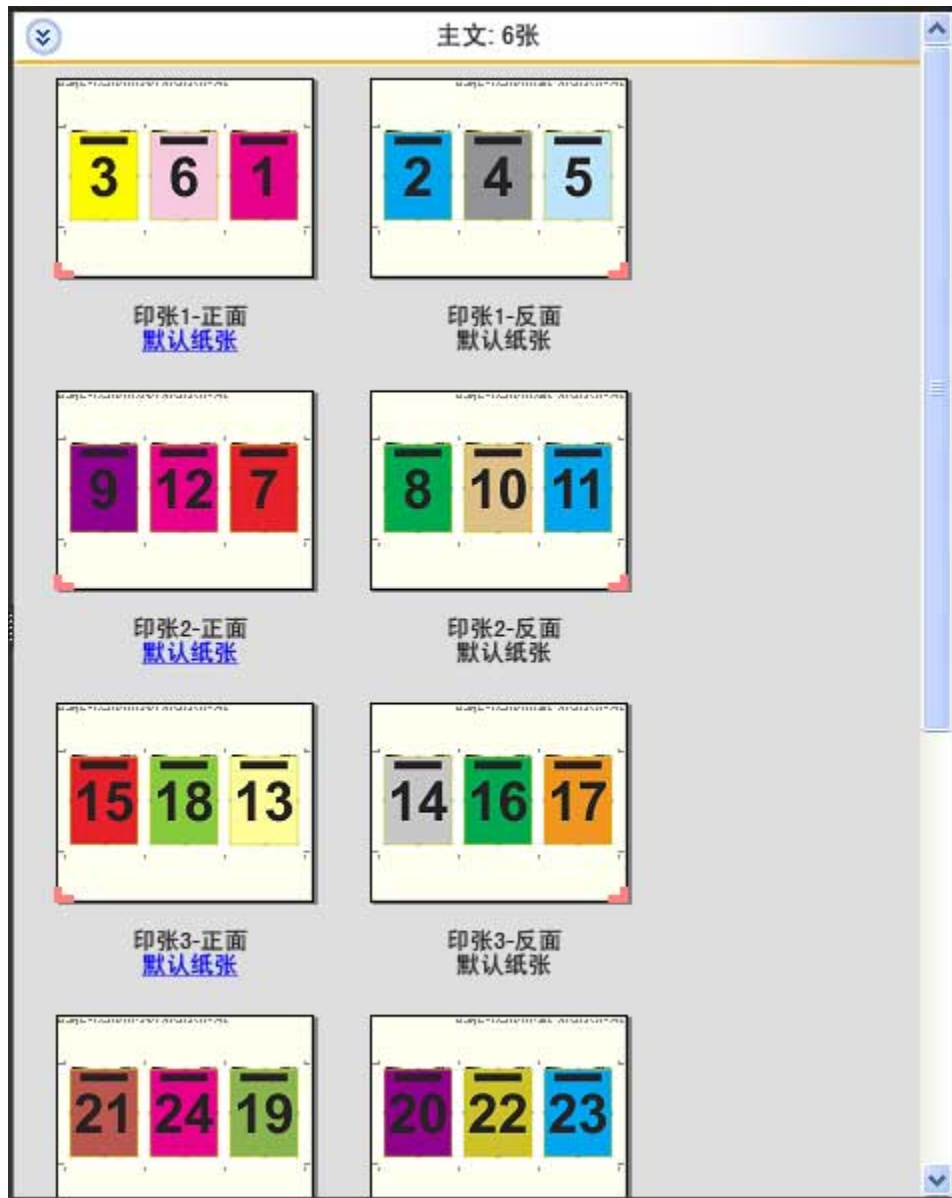 主文: 6张
3 6 1
2 4 5
印张1-正面
默认纸张
印张1-反面
默认纸张
9 12 7
8 10 11
印张2-正面
默认纸张
印张2-反面
默认纸张
15 18 13
14 16 17
印张3-正面
默认纸张
印张3-反面
默认纸张
21 24 19
20 22 23